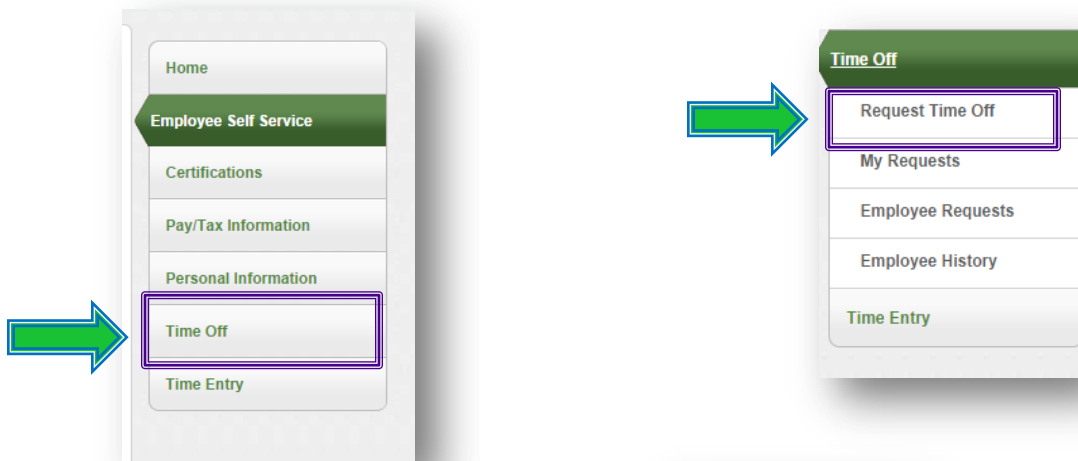 Home
Employee Self Service
Certifications
Pay/Tax Information
Personal Information
Time Off
Time Entry
Time Off
Request Time Off
My Requests
Employee Requests
Employee History
Time Entry